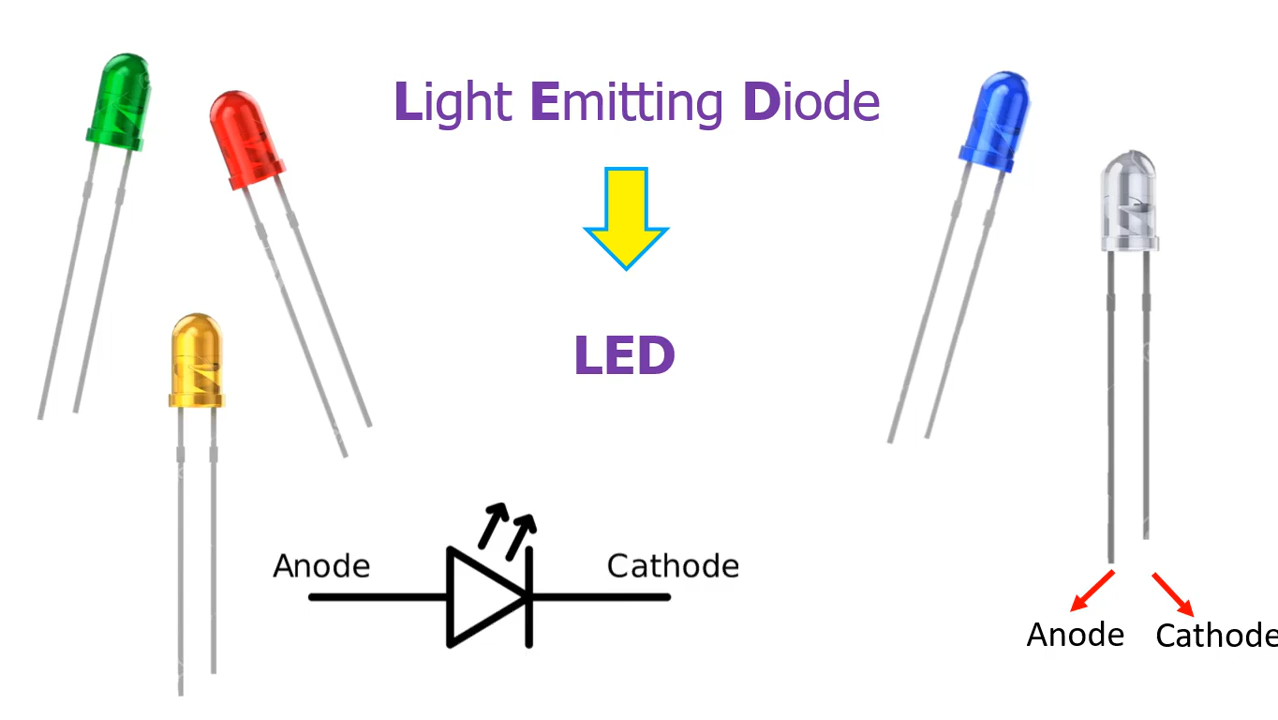 Light Emitting Diode
LED
Anode
Cathode
Anode
Cathode